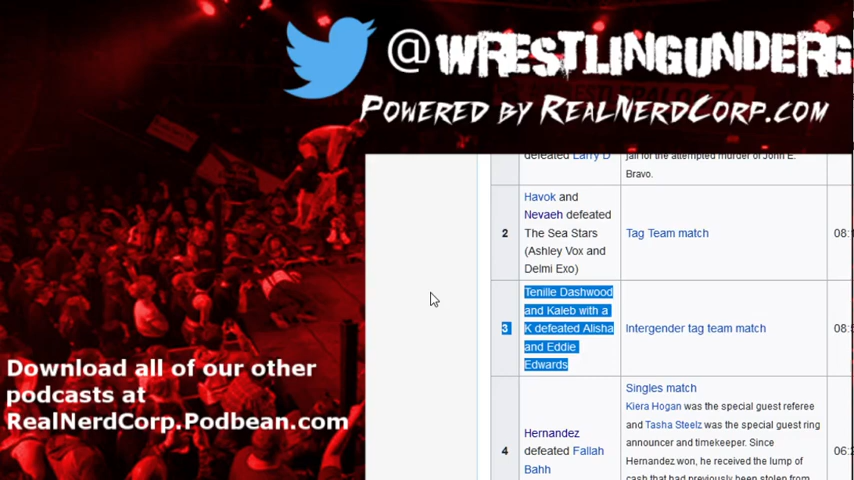 @WRESTLINGUNDERG
POWERED BY REALNERDCORP.COM
defeated Larry D
jail for the attempted murder of John E.
Bravo.
2
Havok and
Nevaeh defeated
The Sea Stars
(Ashley Vox and
Delmi Exo)
Tag Team match
08:1
3
Tenille Dashwood
and Kaleb with a
K defeated Alisha
and Eddie
Edwards
Intergender tag team match
08:
4
Hernandez
defeated Fallah
Bahh
Singles match
Kiera Hogan was the special guest referee
and Tasha Steelz was the special guest ring
announcer and timekeeper. Since
Hernandez won, he received the lump of
cash that had previously been stolen from
06:2
Download all of our other
podcasts at
RealNerdCorp.Podbean.com